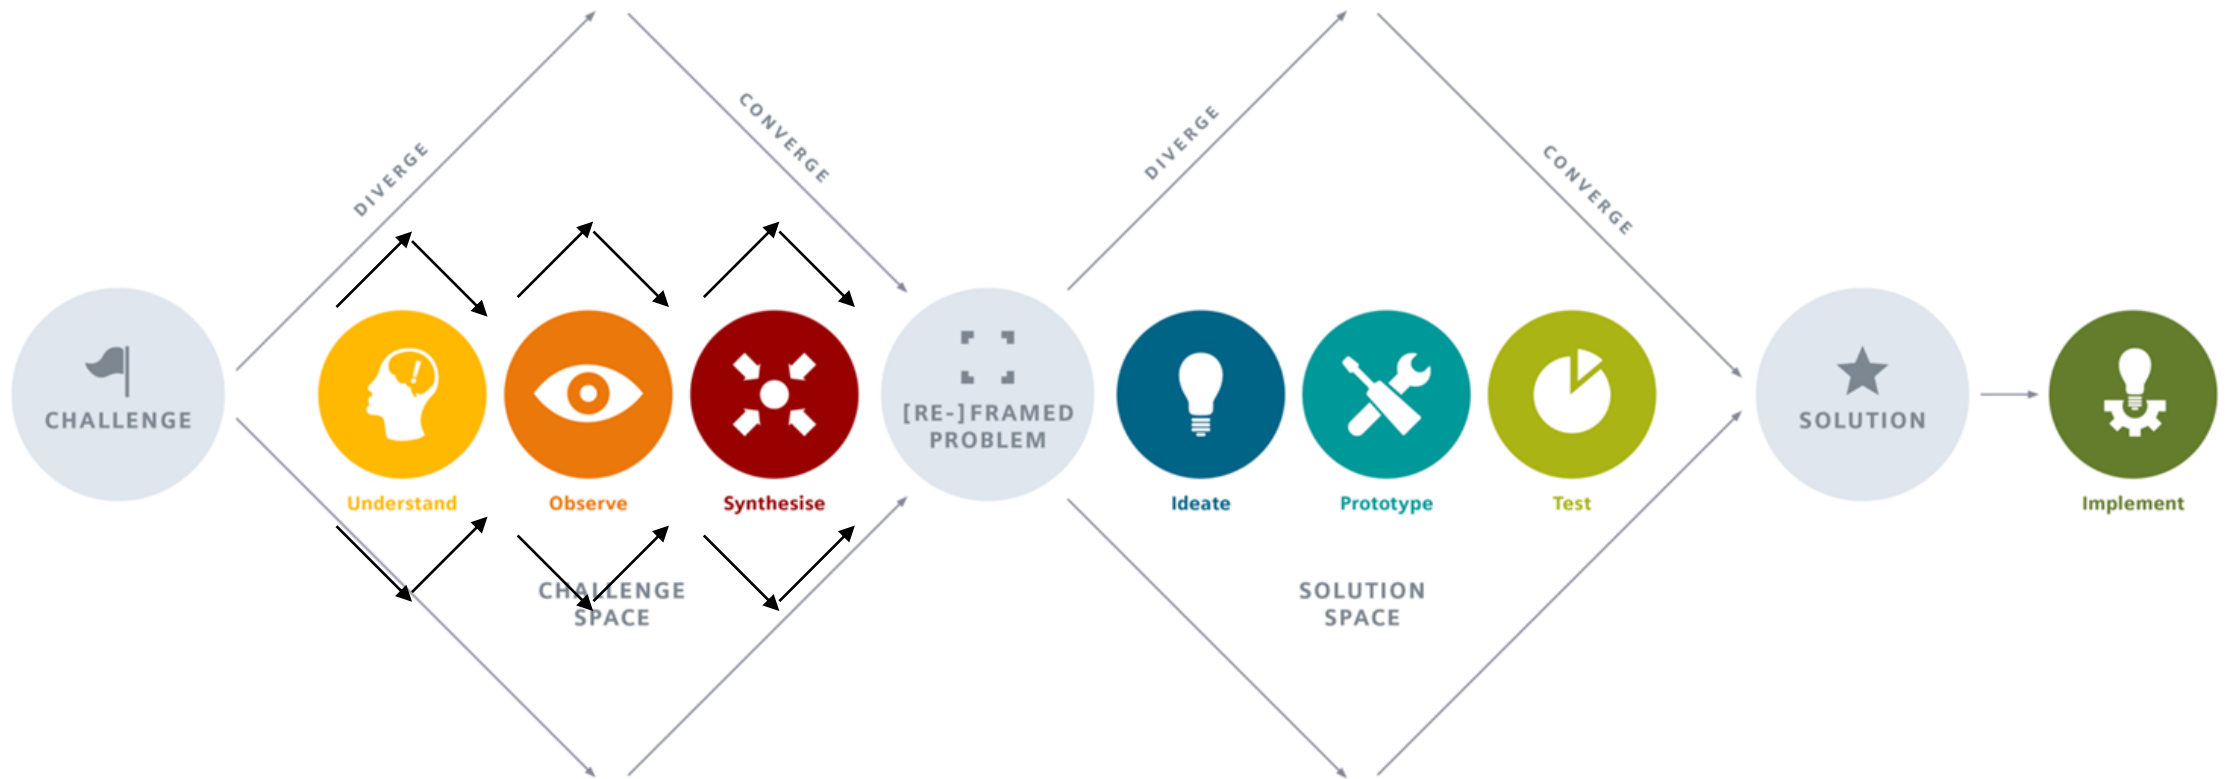 DIVERGE
CONVERGE
DIVERGE
CONVERGE
CHALLENGE
Understand
Observe
Synthesise
[RE-]FRAMED
PROBLEM
Ideate
Prototype
Test
SOLUTION
Implement
CHALLENGE
SPACE
SOLUTION
SPACE